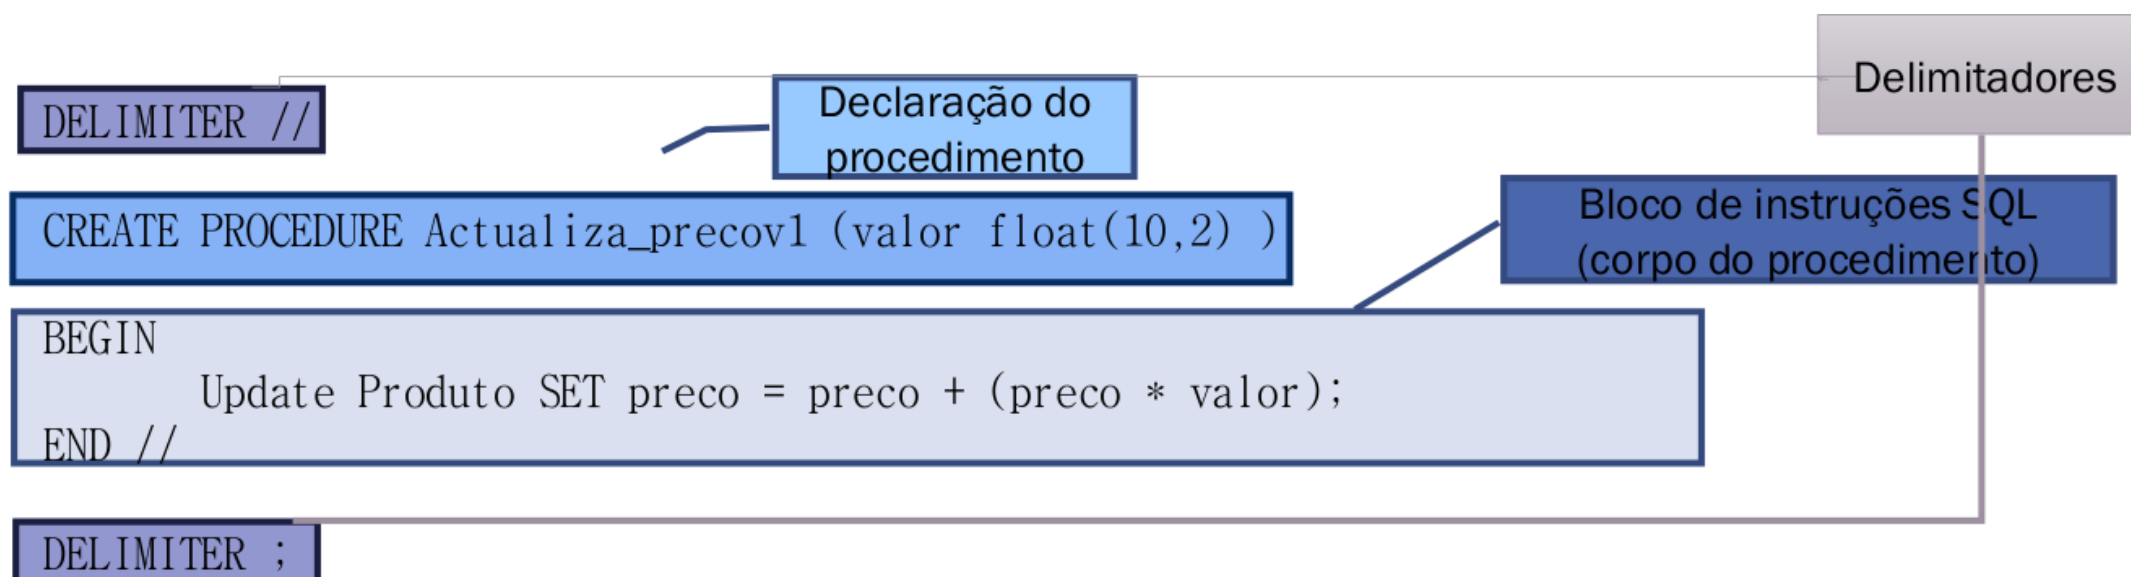 Delimitadores
DELIMITER //
Declaração do
procedimento
CREATE PROCEDURE Actualiza_precov1 (valor float(10,2) )
Bloco de instruções SQL
(corpo do procedimento)
BEGIN
Update Produto SET preco = preco + (preco * valor);
END //
DELIMITER ;